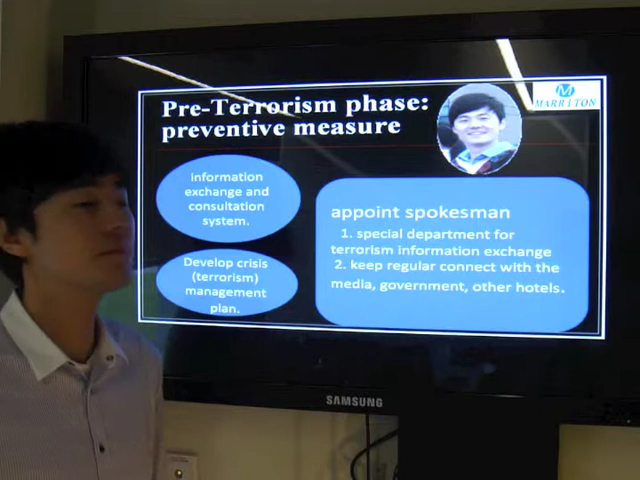 Pre-Terrorism phase:
preventive measure
MARRITON
information
exchange and
consultation
system.
Develop crisis
(terrorism)
management
plan.
appoint spokesman
1. special department for
terrorism information exchange
2. keep regular connect with the
media, government, other hotels.
SAMSUNG